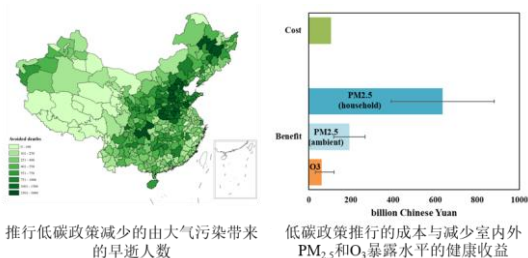 Avoided deaths
Cost
Benefit
PM2.5
(household)
PM2.5
(ambient)
O3
0 200 400 600 800 1000
billion Chinese Yuan
推行低碳政策减少的由大气污染带来
的早逝人数
低碳政策推行的成本与减少室内外
PM2.5和O3暴露水平的健康收益